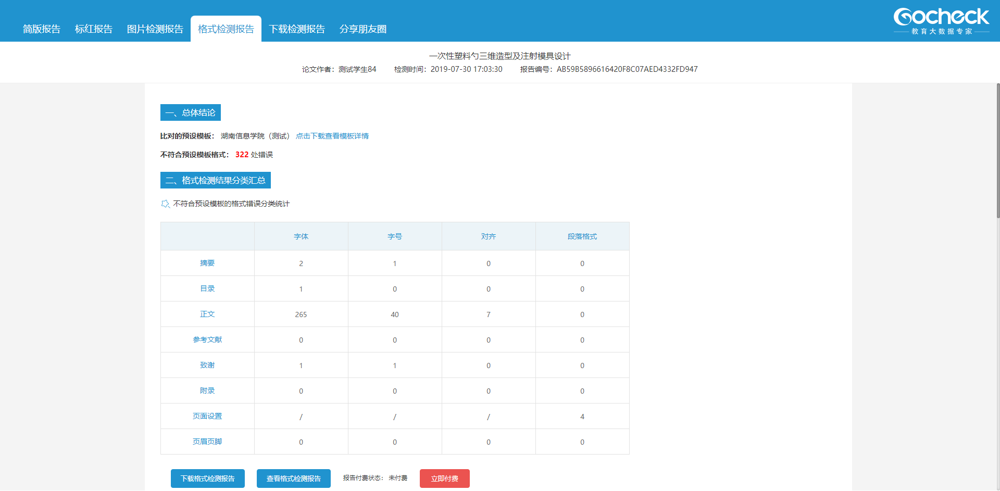 简版报告 标红报告 图片检测报告 格式检测报告 下载检测报告 分享朋友圈
Gocheck
教育大数据专家
一次性塑料勺三维造型及注射模具设计
论文作者：测试学生84 检测时间：2019-07-30 17:03:30 报告编号：AB59B5896616420F8C07AED4332FD947
一、总体结论
比对的预设模板： 湖南信息学院（测试） 点击下载查看模板详情
不符合预设模板格式： 322 处错误
二、格式检测结果分类汇总
不符合预设模板的格式错误分类统计
字体 字号 对齐 段落格式
摘要 2 1 0 0
目录 1 0 0 0
正文 265 40 7 0
参考文献 0 0 0 0
致谢 1 1 0 0
附录 0 0 0 0
页面设置 / / / 4
页眉页脚 0 0 0 0
下载格式检测报告 查看格式检测报告 报告付费状态： 未付费 立即付费